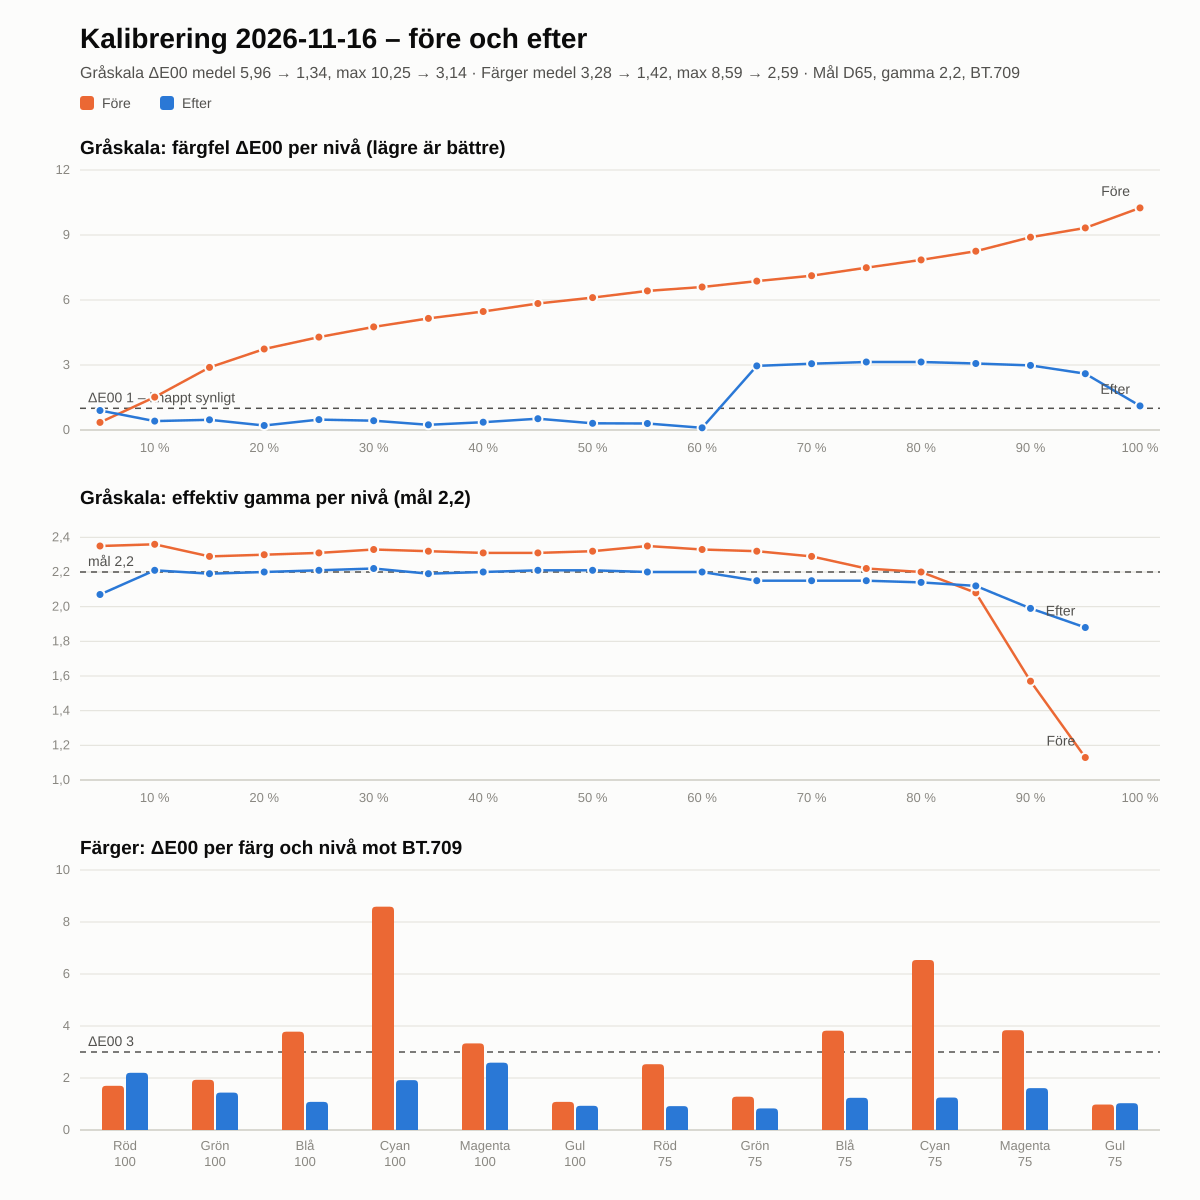 Kalibrering 2026-11-16 – före och efter
Gråskala ΔE00 medel 5,96 → 1,34, max 10,25 → 3,14 · Färger medel 3,28 → 1,42, max 8,59 → 2,59 · Mål D65, gamma 2,2, BT.709
Före Efter
Gråskala: färgfel ΔE00 per nivå (lägre är bättre)
12
Före
9
6
3
Efter
ΔE00 1 – knappt synligt
0
10 % 20 % 30 % 40 % 50 % 60 % 70 % 80 % 90 % 100 %
Gråskala: effektiv gamma per nivå (mål 2,2)
2,4
mål 2,2
2,2
2,0
Efter
1,8
1,6
1,4
1,2
Före
1,0
10 % 20 % 30 % 40 % 50 % 60 % 70 % 80 % 90 % 100 %
Färger: ΔE00 per färg och nivå mot BT.709
10
8
6
4
ΔE00 3
2
0
Röd Grön Blå Cyan Magenta Gul Röd Grön Blå Cyan Magenta Gul
100 100 100 100 100 100 75 75 75 75 75 75